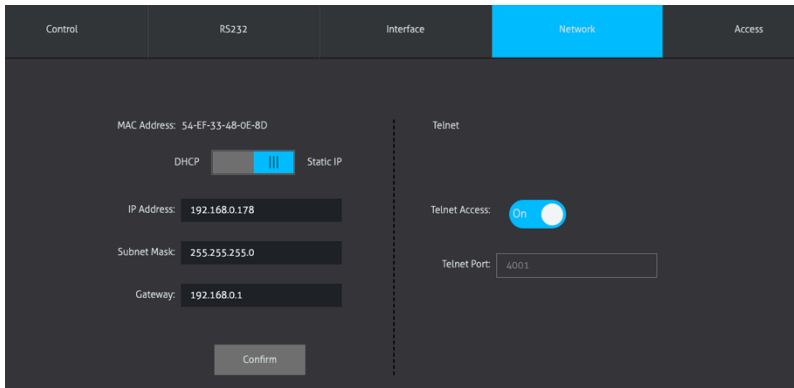 Control RS232 Interface Network Access
MAC Address: 54-EF-33-48-0E-8D
DHCP Static IP
IP Address: 192.168.0.178
Subnet Mask: 255.255.255.0
Gateway: 192.168.0.1
Confirm
Telnet
Telnet Access: On
Telnet Port: 4001